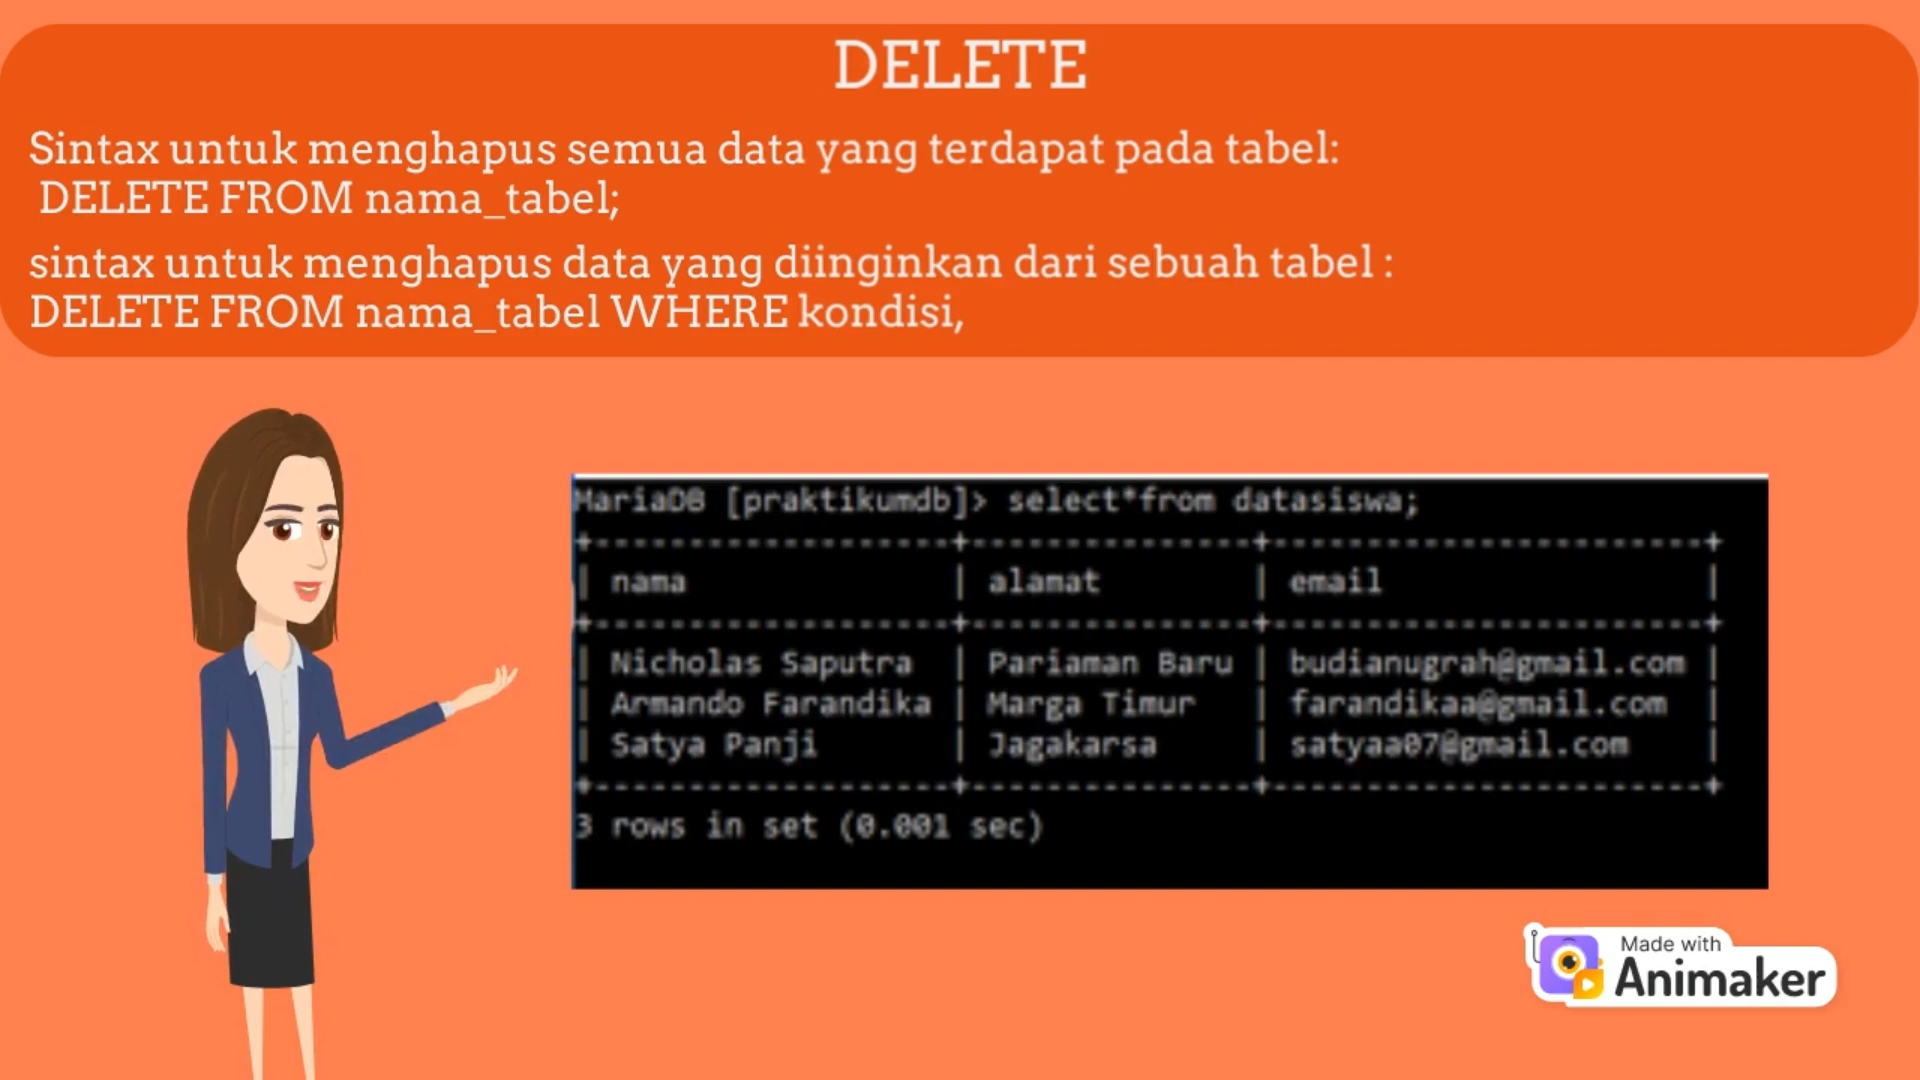 DELETE
Sintax untuk menghapus semua data yang terdapat pada tabel:
DELETE FROM nama_tabel;
sintax untuk menghapus data yang diinginkan dari sebuah tabel :
DELETE FROM nama_tabel WHERE kondisi,
MariaDB [praktikumdb]> select*from datasiswa;
+-------------------+---------------+-----------------------+
| nama | alamat | email |
+-------------------+---------------+-----------------------+
| Nicholas Saputra | Pariaman Baru | budianugrah@gmail.com |
| Armando Farandika | Marga Timur | farandikaa@gmail.com |
| Satya Panji | Jagakarsa | satyaa07@gmail.com |
+-------------------+---------------+-----------------------+
3 rows in set (0.001 sec)
Made with
Animaker